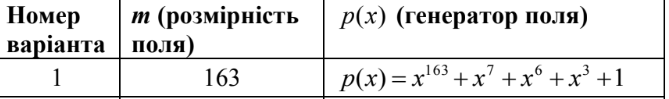 Номер варіанта | m (розмірність поля) | p(x) (генератор поля)
1 | 163 | p(x) = x^163 + x^7 + x^6 + x^3 + 1